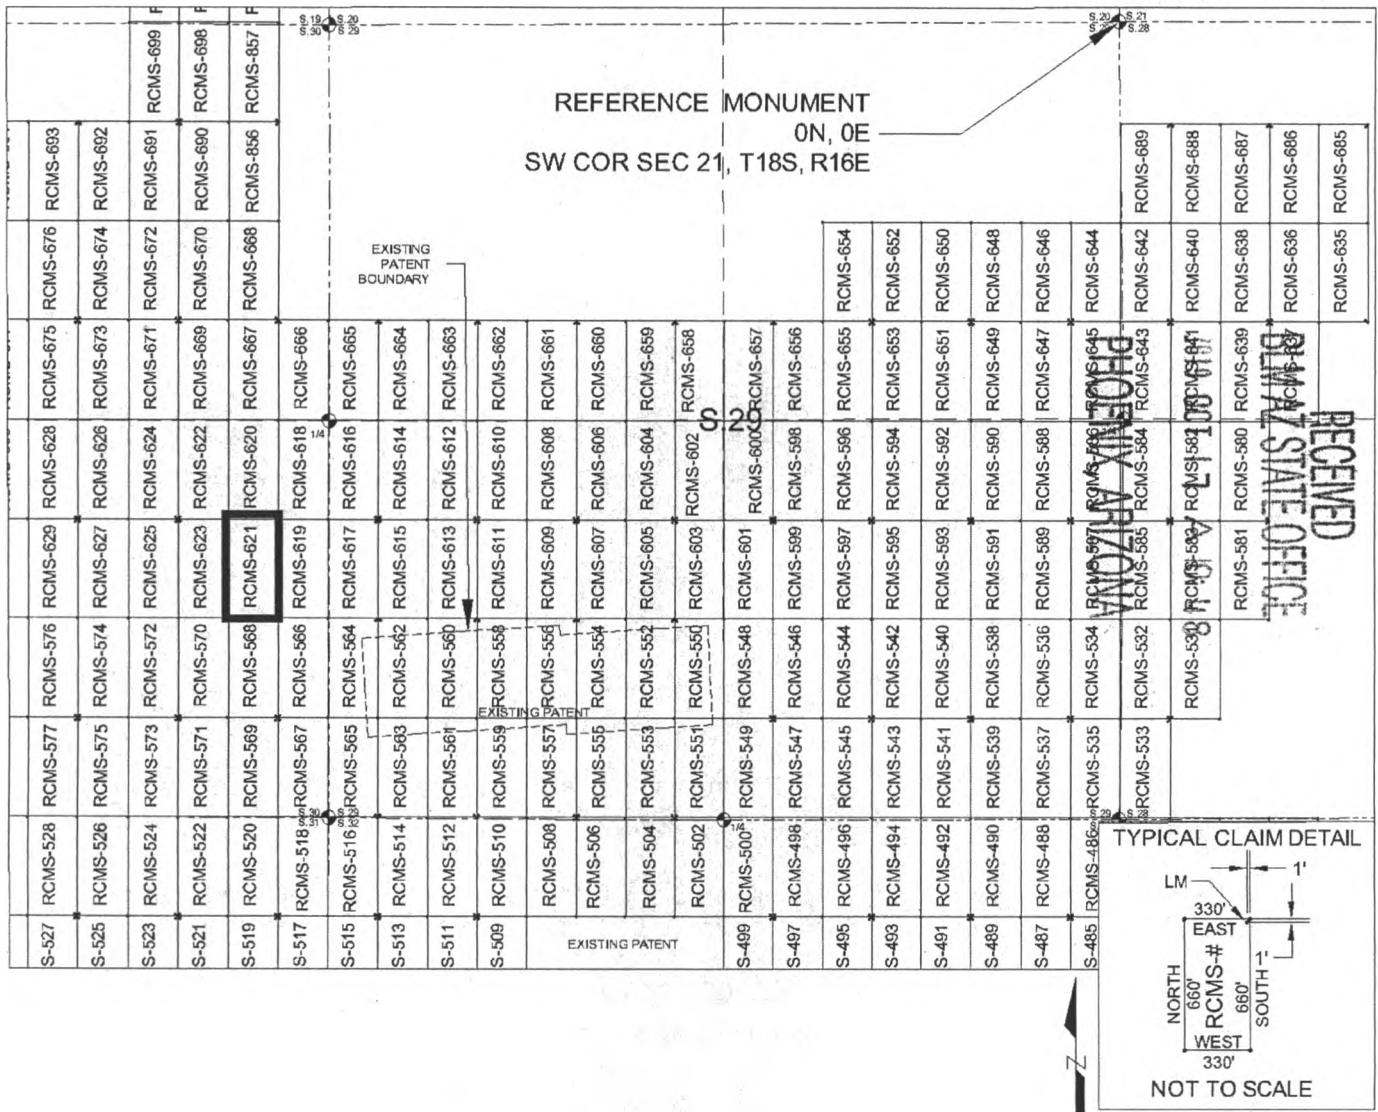 S.19 S.20
S.30 S.29
S.20 S.21
S.28
RCMS-699 RCMS-698 RCMS-857
REFERENCE MONUMENT
0N, 0E
SW COR SEC 21, T18S, R16E
RCMS-693 RCMS-692 RCMS-691 RCMS-690 RCMS-856 RCMS-689 RCMS-688 RCMS-687 RCMS-686 RCMS-685
EXISTING
PATENT
BOUNDARY
RCMS-676 RCMS-674 RCMS-672 RCMS-670 RCMS-668 RCMS-654 RCMS-652 RCMS-650 RCMS-648 RCMS-646 RCMS-644 RCMS-642 RCMS-640 RCMS-638 RCMS-636 RCMS-635
RCMS-675 RCMS-673 RCMS-671 RCMS-669 RCMS-667 RCMS-666 RCMS-665 RCMS-664 RCMS-663 RCMS-662 RCMS-661 RCMS-660 RCMS-659 RCMS-658 RCMS-657 RCMS-656 RCMS-655 RCMS-653 RCMS-651 RCMS-649 RCMS-647 RCMS-645 RCMS-643 RCMS-641 RCMS-639 RCMS-637
S 29
1/4
RCMS-628 RCMS-626 RCMS-624 RCMS-622 RCMS-620 RCMS-618 RCMS-616 RCMS-614 RCMS-612 RCMS-610 RCMS-608 RCMS-606 RCMS-604 RCMS-602 RCMS-600 RCMS-598 RCMS-596 RCMS-594 RCMS-592 RCMS-590 RCMS-588 RCMS-584 RCMS-582 RCMS-580
RCMS-629 RCMS-627 RCMS-625 RCMS-623 RCMS-621 RCMS-619 RCMS-617 RCMS-615 RCMS-613 RCMS-611 RCMS-609 RCMS-607 RCMS-605 RCMS-603 RCMS-601 RCMS-599 RCMS-597 RCMS-595 RCMS-593 RCMS-591 RCMS-589 RCMS-587 RCMS-585 RCMS-583 RCMS-581
RECEIVED
BLM AZ STATE OFFICE
PHOENIX, ARIZONA
RCMS-576 RCMS-574 RCMS-572 RCMS-570 RCMS-568 RCMS-566 RCMS-564 RCMS-562 RCMS-560 RCMS-558 RCMS-556 RCMS-554 RCMS-552 RCMS-550 RCMS-548 RCMS-546 RCMS-544 RCMS-542 RCMS-540 RCMS-538 RCMS-536 RCMS-534 RCMS-532
EXISTING PATENT
RCMS-577 RCMS-575 RCMS-573 RCMS-571 RCMS-569 RCMS-567 RCMS-565 RCMS-563 RCMS-561 RCMS-559 RCMS-557 RCMS-555 RCMS-553 RCMS-551 RCMS-549 RCMS-547 RCMS-545 RCMS-543 RCMS-541 RCMS-539 RCMS-537 RCMS-535 RCMS-533
S.30
S.31 S.32
1/4
S.29 S.28
RCMS-528 RCMS-526 RCMS-524 RCMS-522 RCMS-520 RCMS-518 RCMS-516 RCMS-514 RCMS-512 RCMS-510 RCMS-508 RCMS-506 RCMS-504 RCMS-502 RCMS-500 RCMS-498 RCMS-496 RCMS-494 RCMS-492 RCMS-490 RCMS-488 RCMS-486
S-527 S-525 S-523 S-521 S-519 S-517 S-515 S-513 S-511 S-509 EXISTING PATENT S-499 S-497 S-495 S-493 S-491 S-489 S-487 S-485
TYPICAL CLAIM DETAIL
1'
LM
330'
EAST
1'
NORTH
660'
RCMS-#
660'
SOUTH
WEST
330'
NOT TO SCALE
N